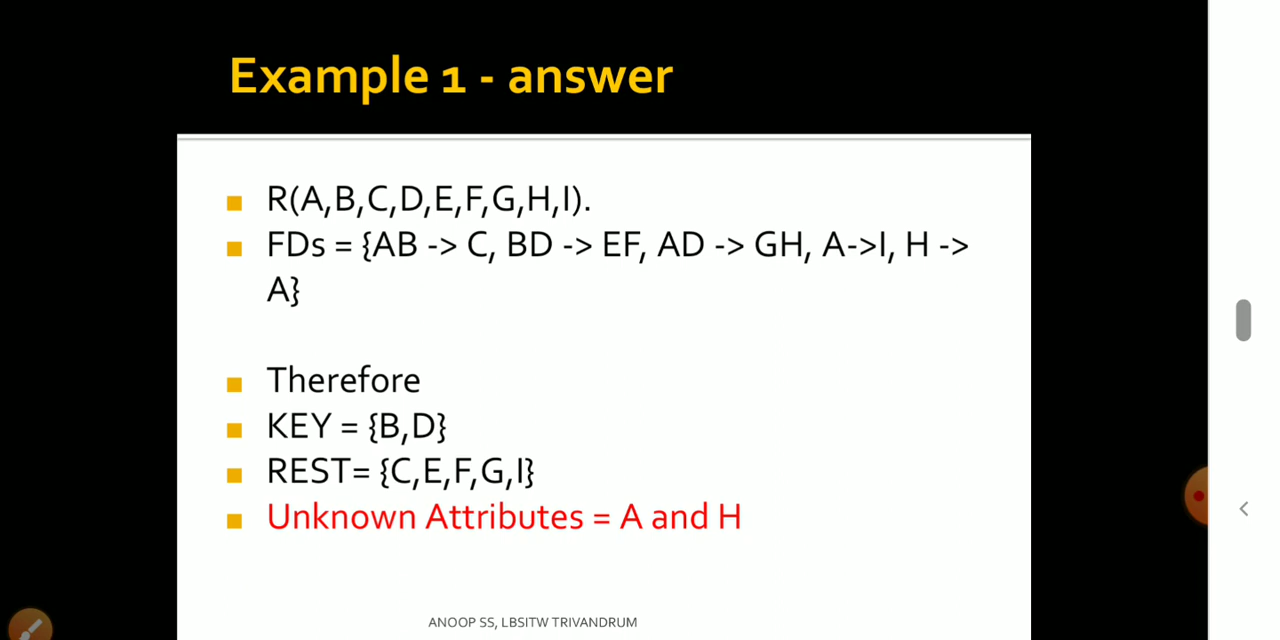 Example 1 - answer
R(A,B,C,D,E,F,G,H,I).
FDs = {AB -> C, BD -> EF, AD -> GH, A->I, H ->
A}
Therefore
KEY = {B,D}
REST= {C,E,F,G,I}
Unknown Attributes = A and H
ANOOP SS, LBSITW TRIVANDRUM